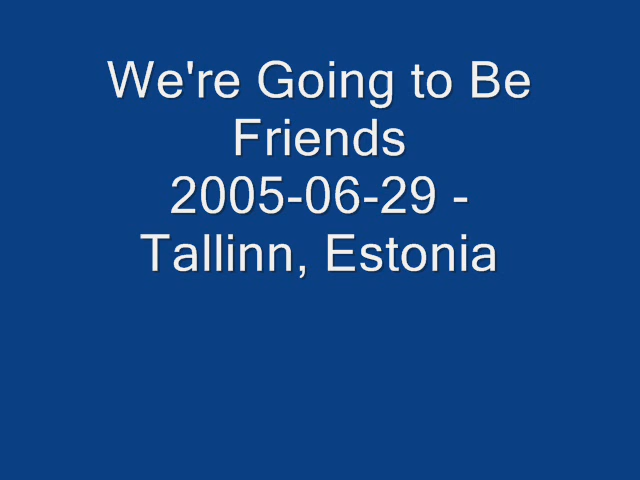 We're Going to Be
Friends
2005-06-29 -
Tallinn, Estonia